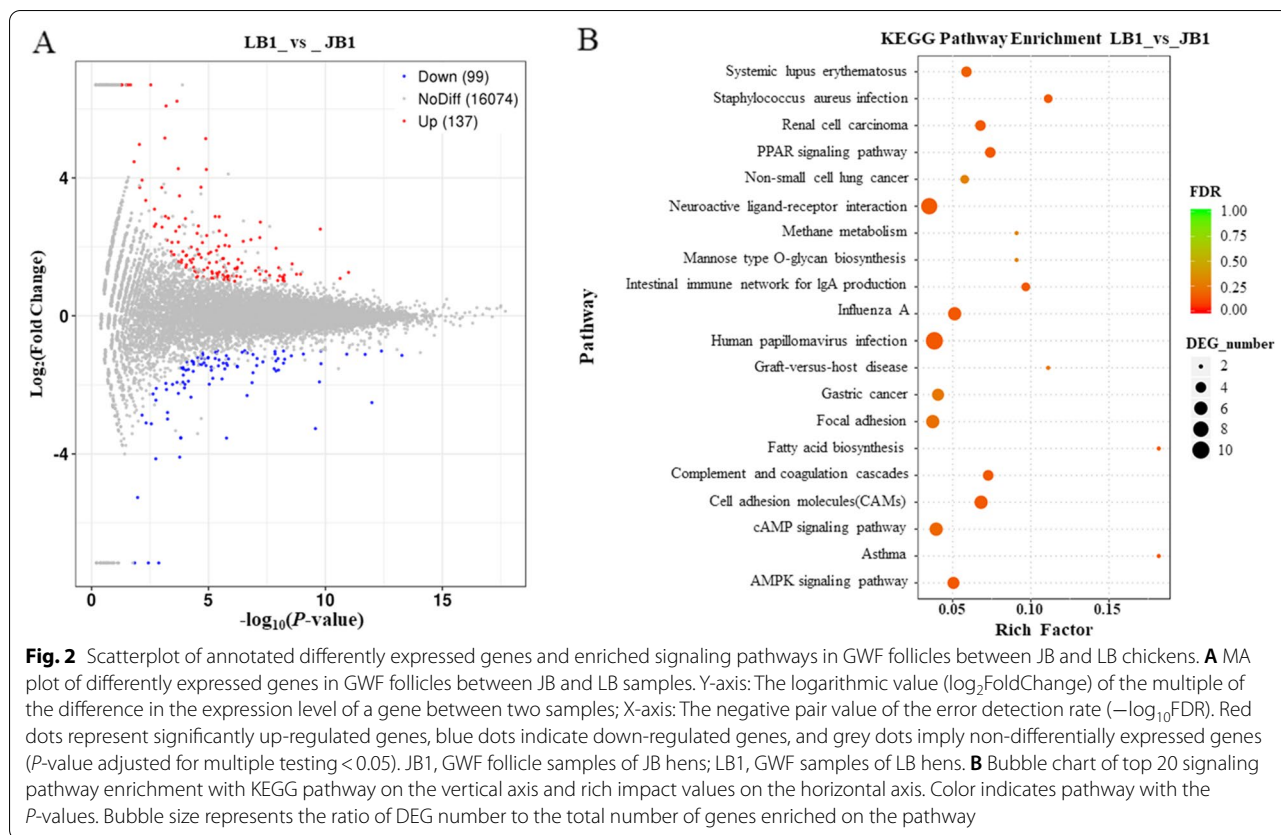 A
LB1_ vs _ JB1
Down (99)
NoDiff (16074)
Up (137)
4
0
-4
Log₂(Fold Change)
0
5
10
15
-log₁₀(P-value)
B
KEGG Pathway Enrichment LB1_vs_JB1
Systemic lupus erythematosus
Staphylococcus aureus infection
Renal cell carcinoma
PPAR signaling pathway
Non-small cell lung cancer
Neuroactive ligand-receptor interaction
Methane metabolism
Mannose type O-glycan biosynthesis
Intestinal immune network for IgA production
Influenza A
Human papillomavirus infection
Graft-versus-host disease
Gastric cancer
Focal adhesion
Fatty acid biosynthesis
Complement and coagulation cascades
Cell adhesion molecules(CAMs)
cAMP signaling pathway
Asthma
AMPK signaling pathway
Pathway
0.05
0.10
0.15
Rich Factor
FDR
1.00
0.75
0.50
0.25
0.00
DEG_number
2
4
6
8
10
Fig. 2 Scatterplot of annotated differently expressed genes and enriched signaling pathways in GWF follicles between JB and LB chickens. A MA
plot of differently expressed genes in GWF follicles between JB and LB samples. Y-axis: The logarithmic value (log₂FoldChange) of the multiple of
the difference in the expression level of a gene between two samples; X-axis: The negative pair value of the error detection rate (−log₁₀FDR). Red
dots represent significantly up-regulated genes, blue dots indicate down-regulated genes, and grey dots imply non-differentially expressed genes
(P-value adjusted for multiple testing < 0.05). JB1, GWF follicle samples of JB hens; LB1, GWF samples of LB hens. B Bubble chart of top 20 signaling
pathway enrichment with KEGG pathway on the vertical axis and rich impact values on the horizontal axis. Color indicates pathway with the
P-values. Bubble size represents the ratio of DEG number to the total number of genes enriched on the pathway